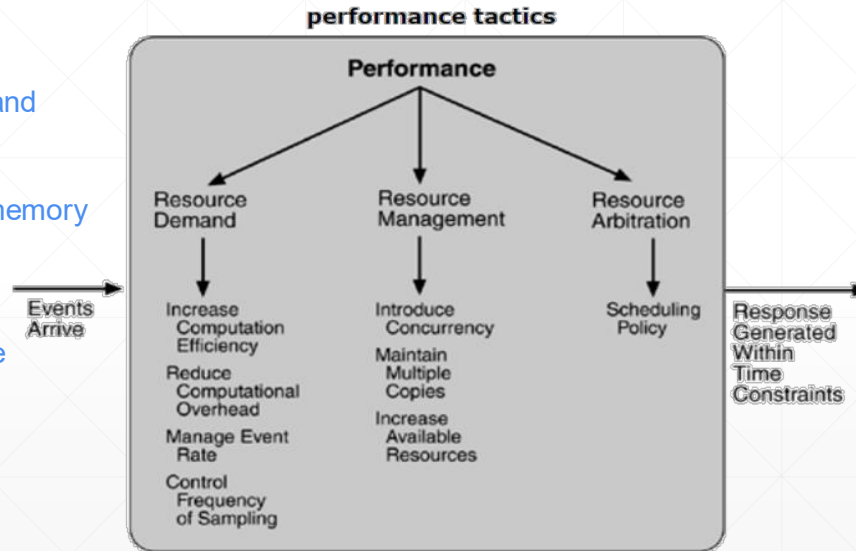 performance tactics
Performance
and
memory
e
Events
Arrive
Resource
Demand
Increase
Computation
Efficiency
Reduce
Computational
Overhead
Manage Event
Rate
Control
Frequency
of Sampling
Resource
Management
Introduce
Concurrency
Maintain
Multiple
Copies
Increase
Available
Resources
Resource
Arbitration
Scheduling
Policy
Response
Generated
Within
Time
Constraints